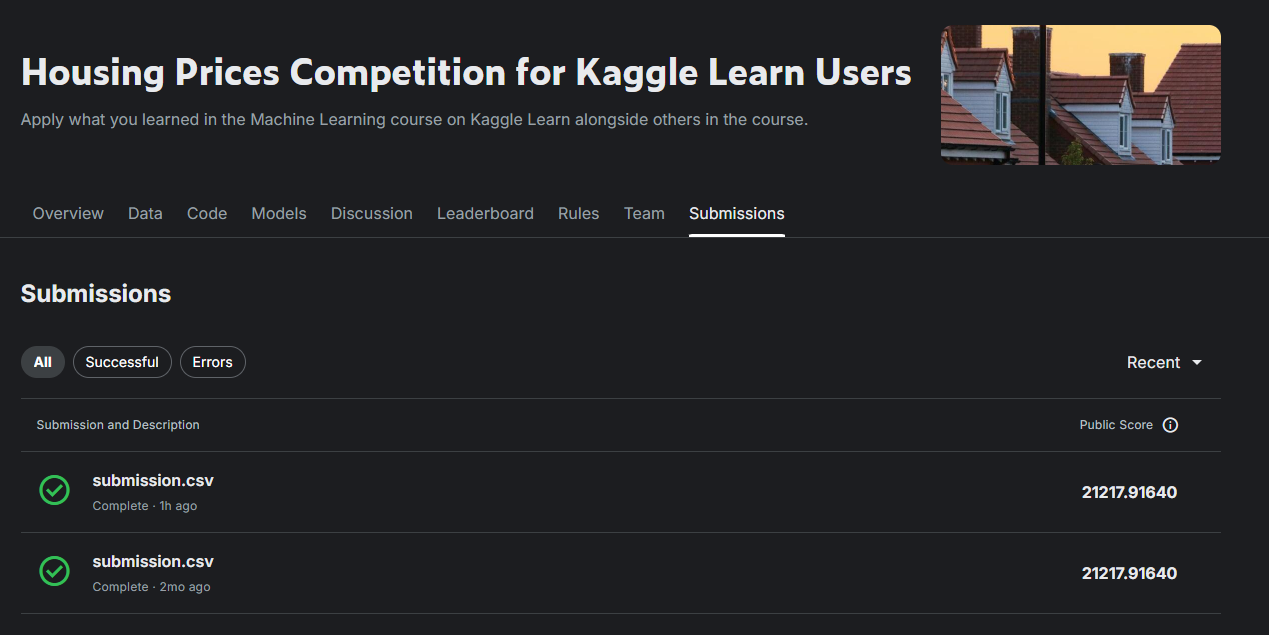 Housing Prices Competition for Kaggle Learn Users
Apply what you learned in the Machine Learning course on Kaggle Learn alongside others in the course.
Overview Data Code Models Discussion Leaderboard Rules Team Submissions
Submissions
All Successful Errors Recent
Submission and Description Public Score
submission.csv
Complete · 1h ago
21217.91640
submission.csv
Complete · 2mo ago
21217.91640